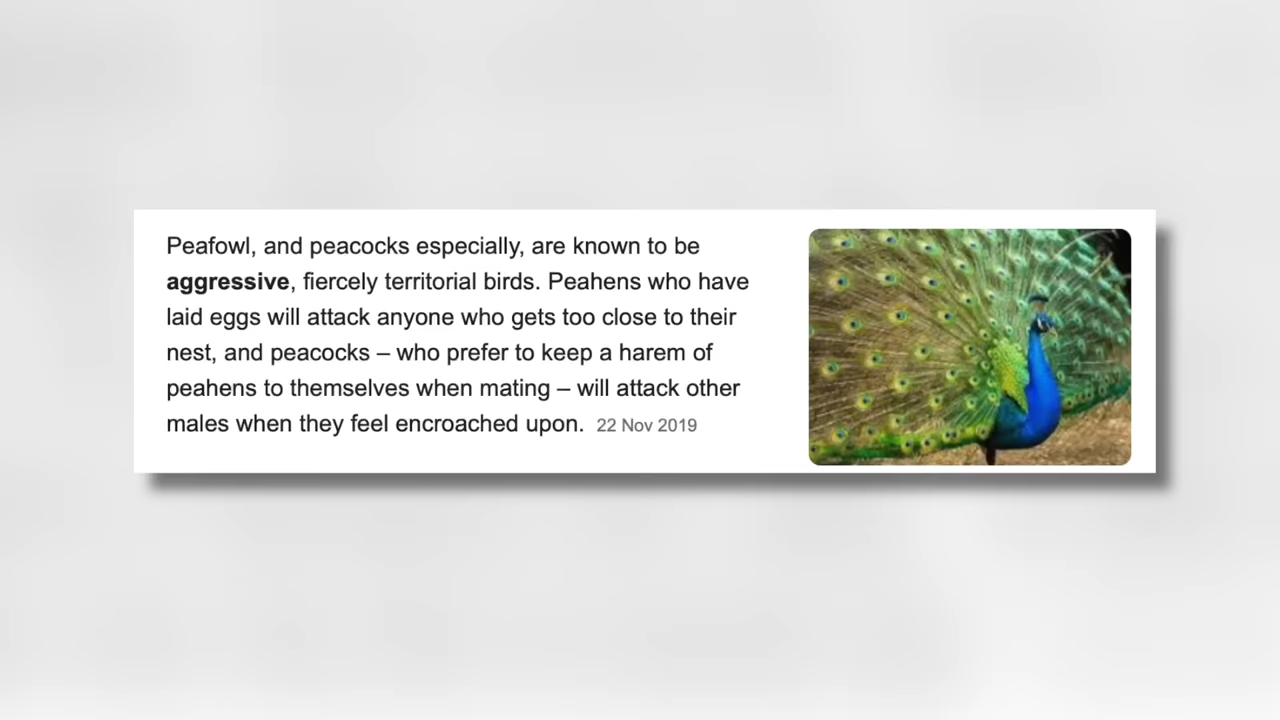 Peafowl, and peacocks especially, are known to be
aggressive, fiercely territorial birds. Peahens who have
laid eggs will attack anyone who gets too close to their
nest, and peacocks – who prefer to keep a harem of
peahens to themselves when mating – will attack other
males when they feel encroached upon. 22 Nov 2019